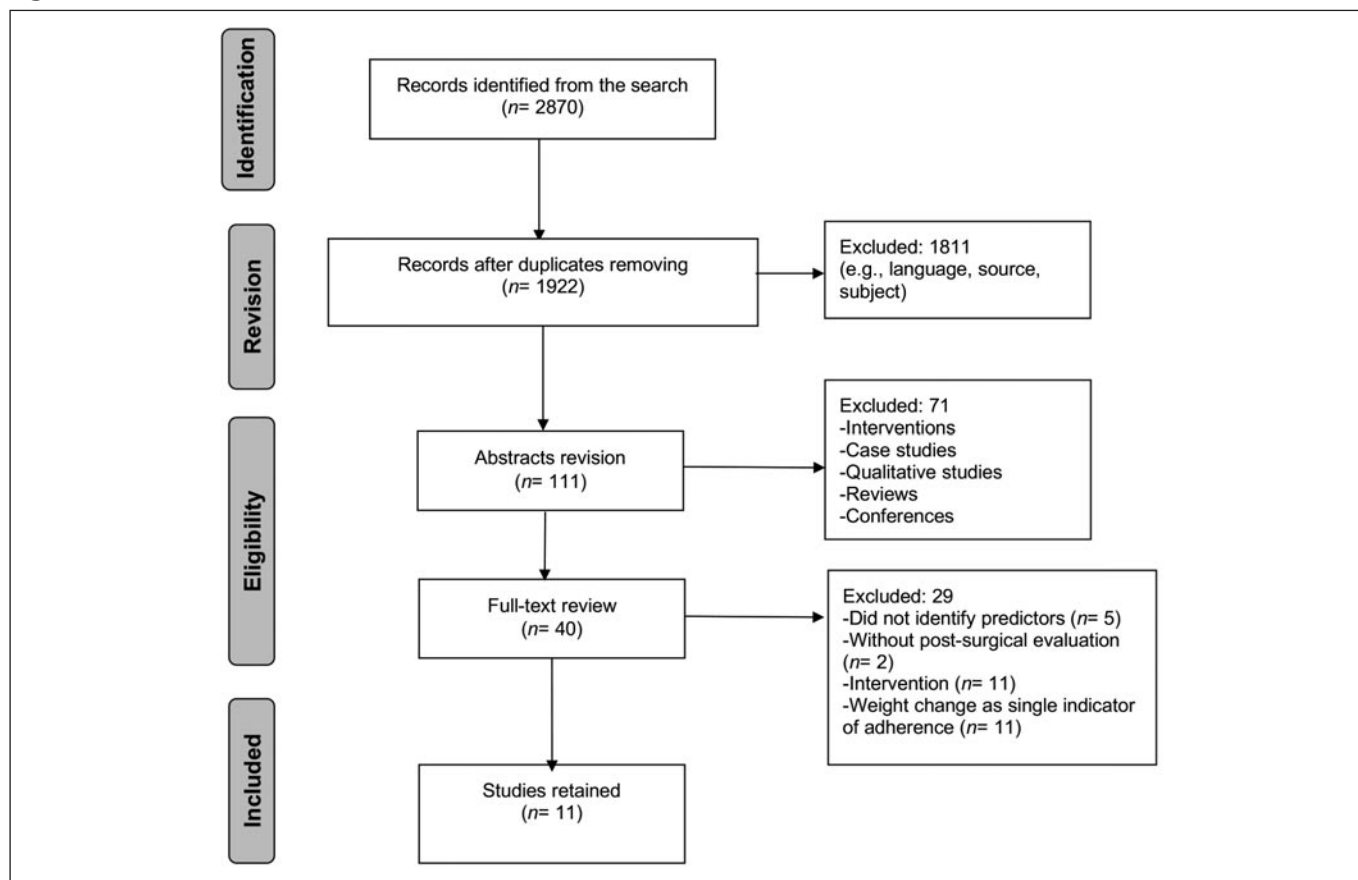 Identification
Records identified from the search
(n= 2870)
Revision
Records after duplicates removing
(n= 1922)
Excluded: 1811
(e.g., language, source,
subject)
Eligibility
Abstracts revision
(n= 111)
Excluded: 71
-Interventions
-Case studies
-Qualitative studies
-Reviews
-Conferences
Full-text review
(n= 40)
Excluded: 29
-Did not identify predictors (n= 5)
-Without post-surgical evaluation
(n= 2)
-Intervention (n= 11)
-Weight change as single indicator
of adherence (n= 11)
Included
Studies retained
(n= 11)